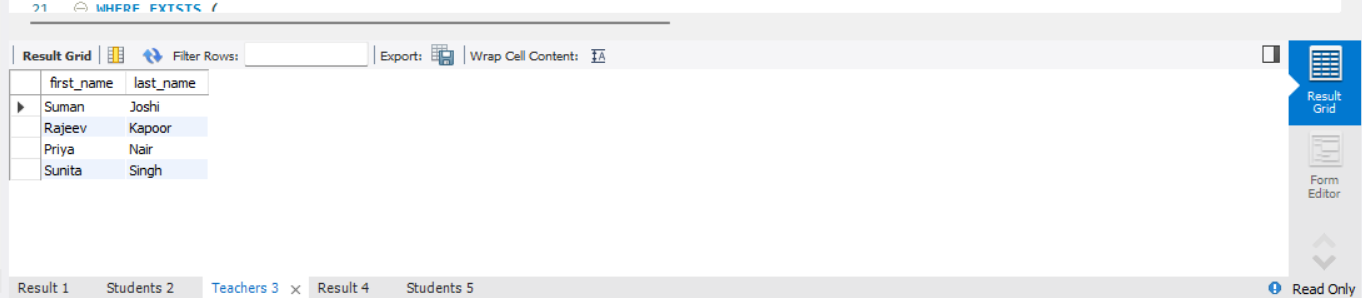 21 WHERE EXISTS (
Result Grid Filter Rows: Export: Wrap Cell Content: IA
first_name last_name
Suman Joshi
Rajeev Kapoor
Priya Nair
Sunita Singh
Result Grid
Form Editor
Result 1 Students 2 Teachers 3 × Result 4 Students 5 Read Only